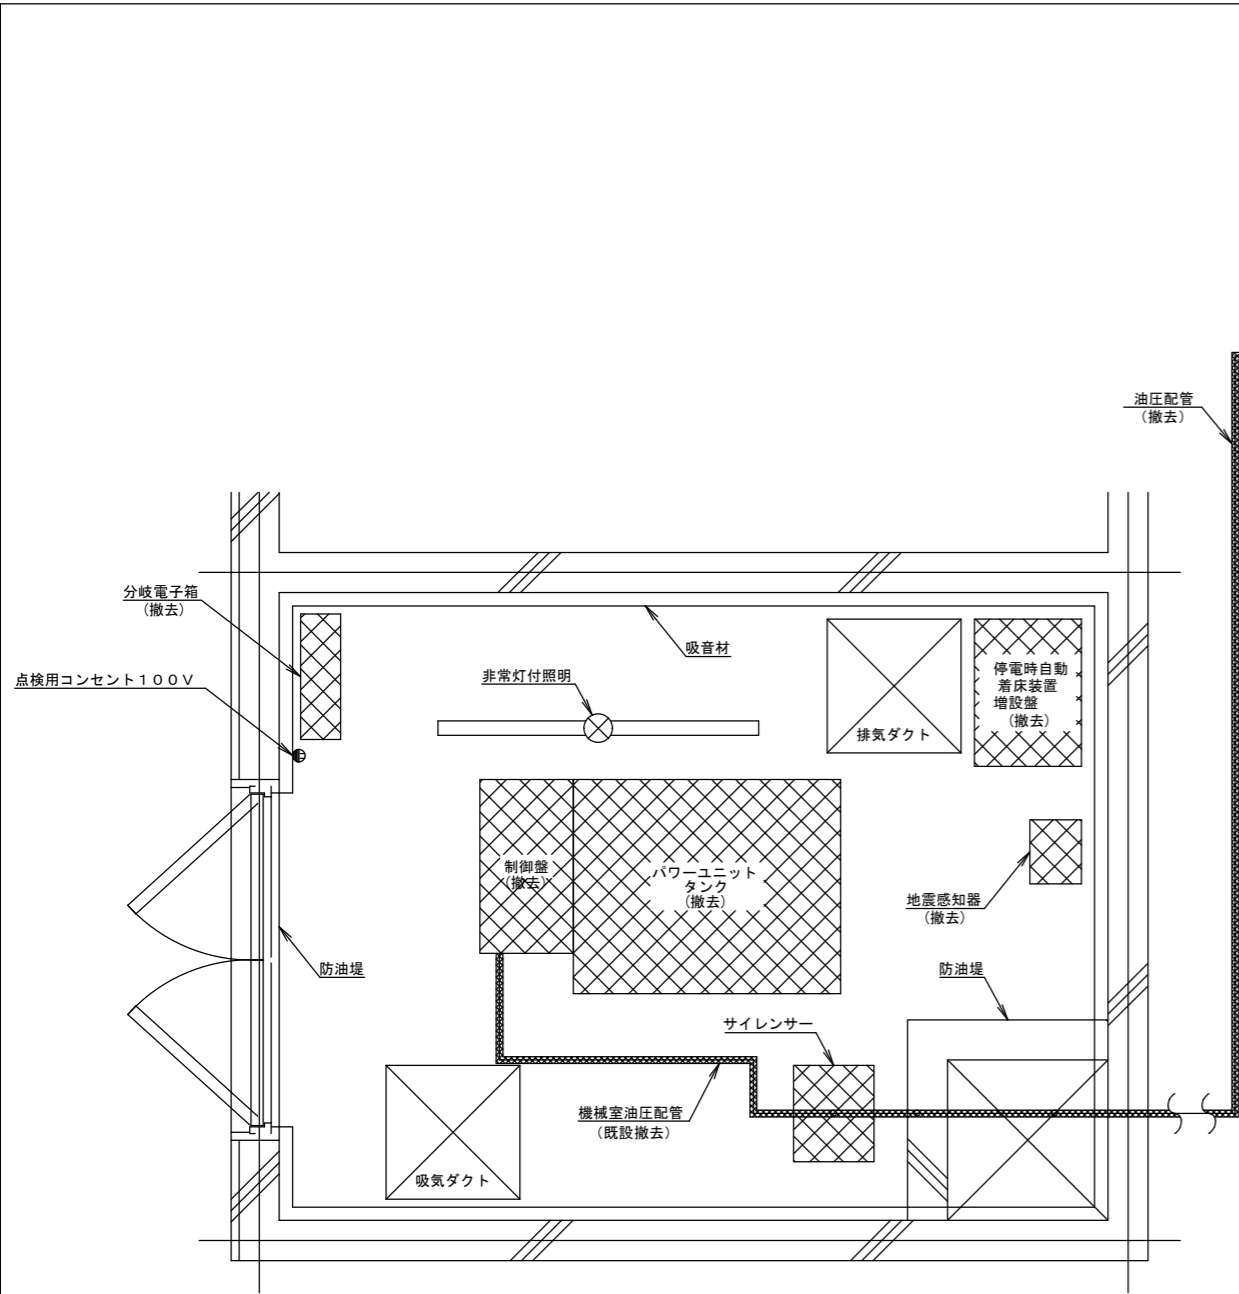 油圧配管
(撤去)
分岐電子箱
(撤去)
点検用コンセント100V
吸音材
非常灯付照明
排気ダクト
停電時自動
着床装置
増設盤
(撤去)
制御盤
(撤去)
パワーユニット
タンク
(撤去)
地震感知器
(撤去)
防油堤
防油堤
サイレンサー
機械室油圧配管
(既設撤去)
吸気ダクト